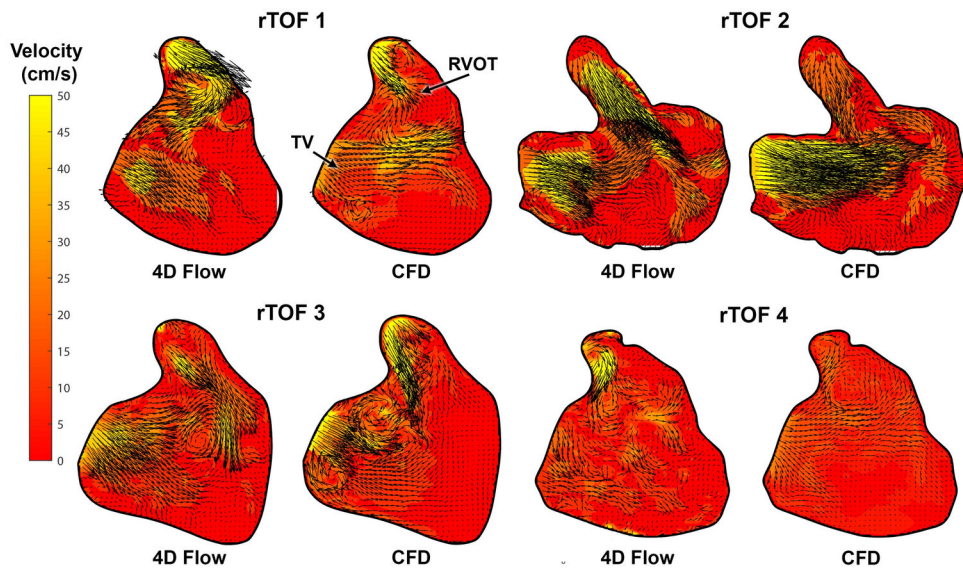 rTOF 1
rTOF 2
Velocity
(cm/s)
50
45
40
35
30
25
20
15
10
5
0
RVOT
TV
4D Flow
CFD
4D Flow
CFD
rTOF 3
rTOF 4
4D Flow
CFD
4D Flow
CFD